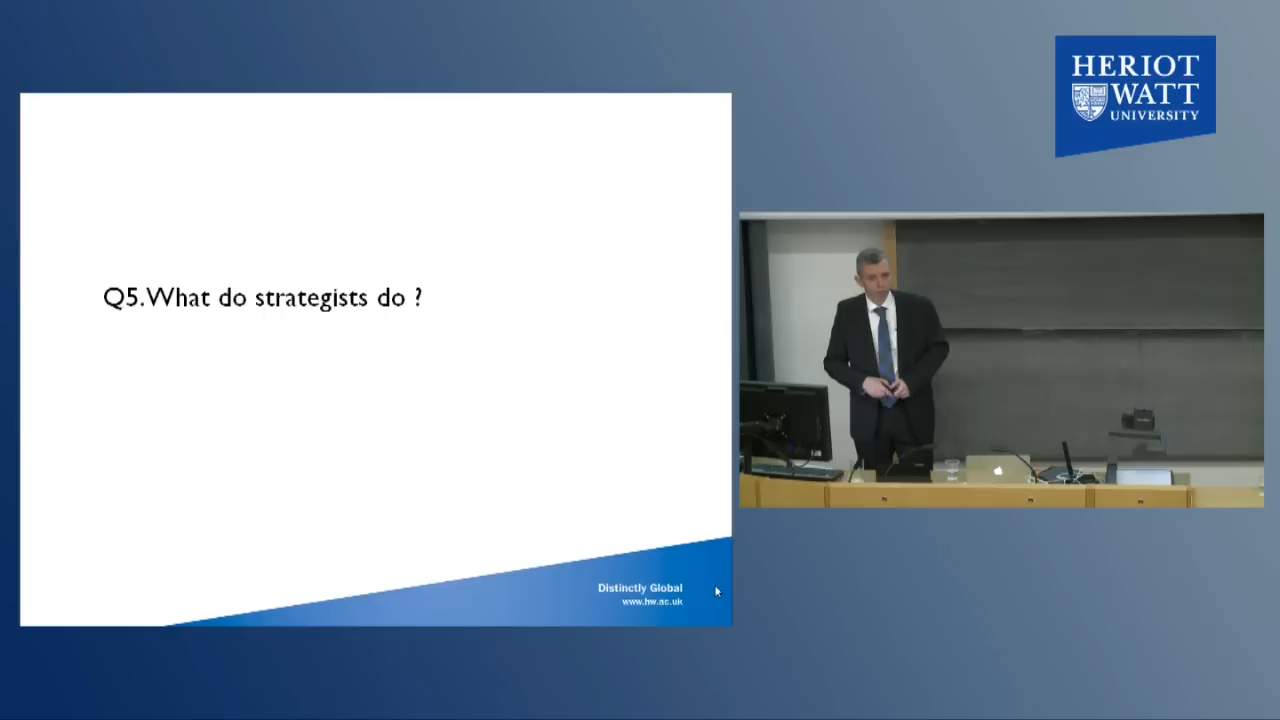 HERIOT
WATT
UNIVERSITY
Q5.What do strategists do ?
Distinctly Global
www.hw.ac.uk